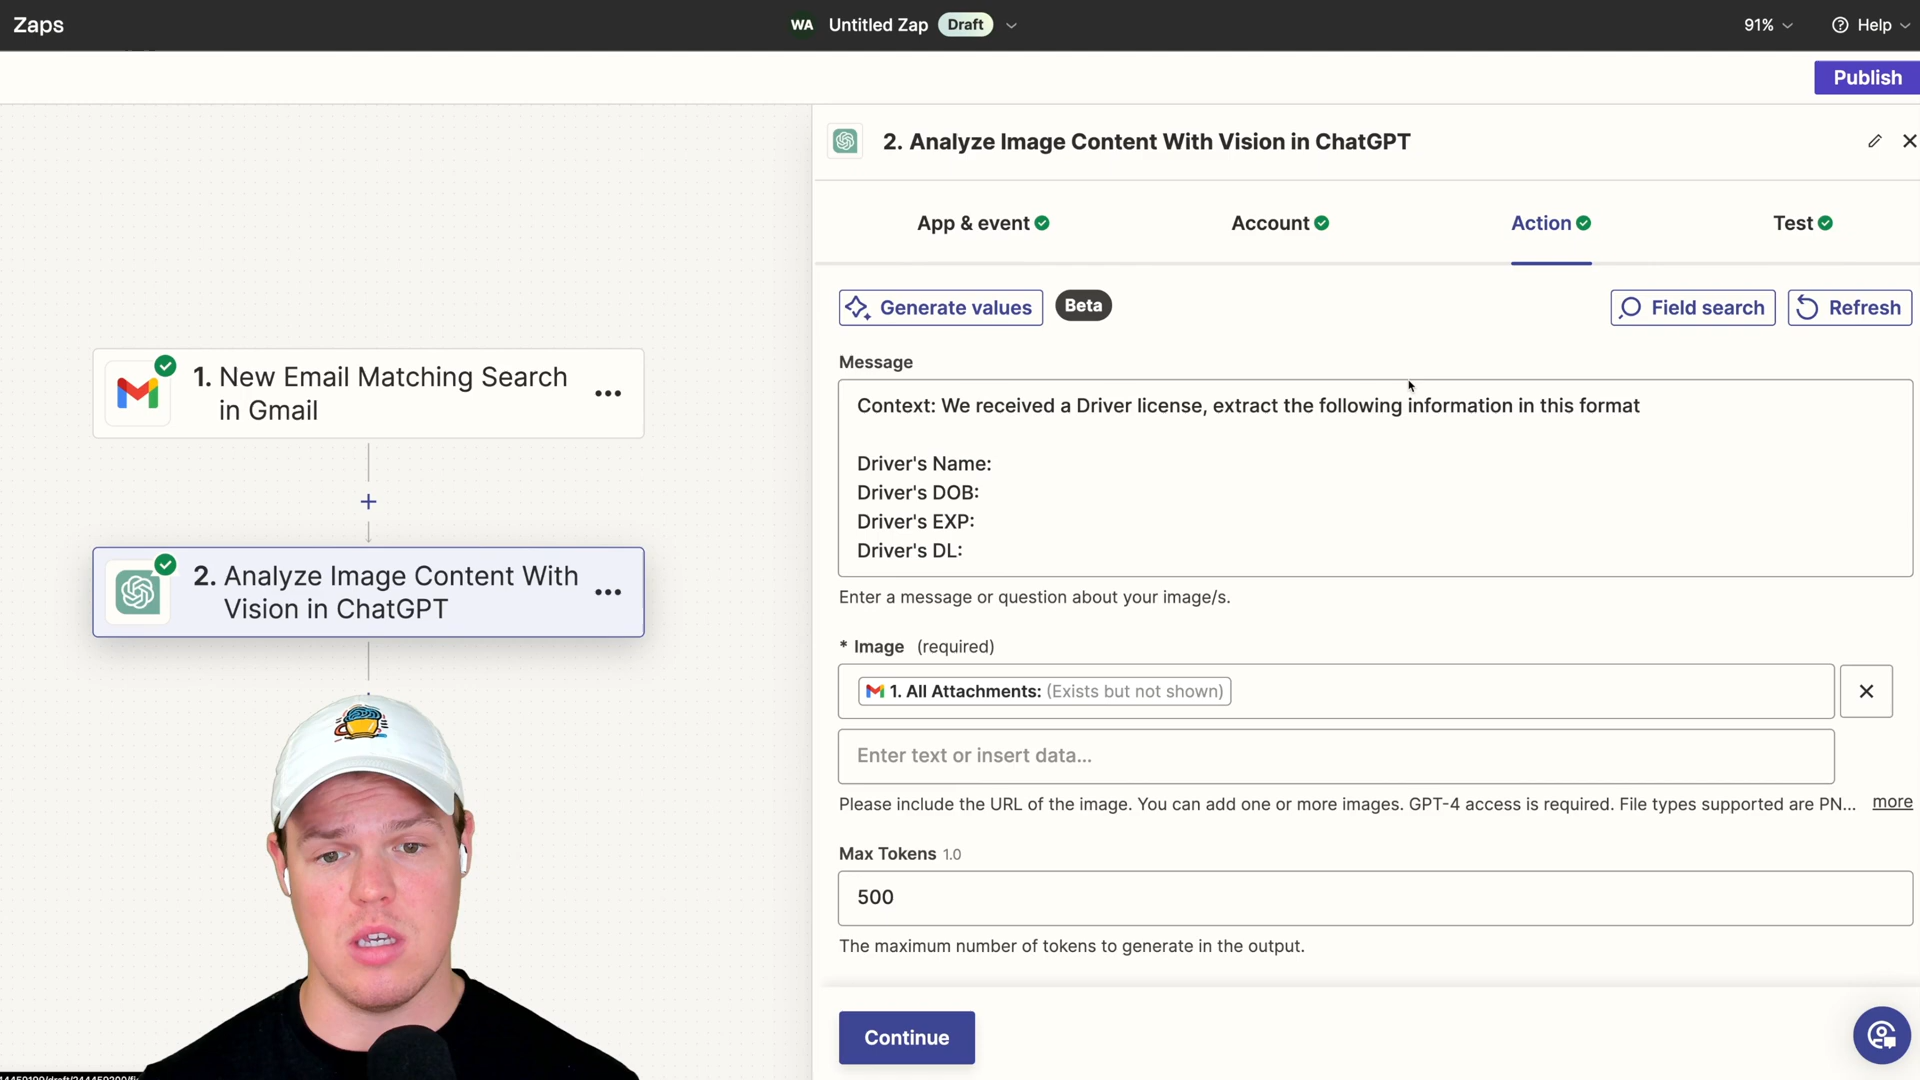 Zaps
WA Untitled Zap Draft
91%
Help
Publish
2. Analyze Image Content With Vision in ChatGPT
App & event
Account
Action
Test
Generate values
Beta
Field search
Refresh
1. New Email Matching Search
in Gmail
2. Analyze Image Content With
Vision in ChatGPT
Message
Context: We received a Driver license, extract the following information in this format
Driver's Name:
Driver's DOB:
Driver's EXP:
Driver's DL:
Enter a message or question about your image/s.
* Image (required)
1. All Attachments: (Exists but not shown)
Enter text or insert data...
Please include the URL of the image. You can add one or more images. GPT-4 access is required. File types supported are PN... more
Max Tokens 1.0
500
The maximum number of tokens to generate in the output.
Continue